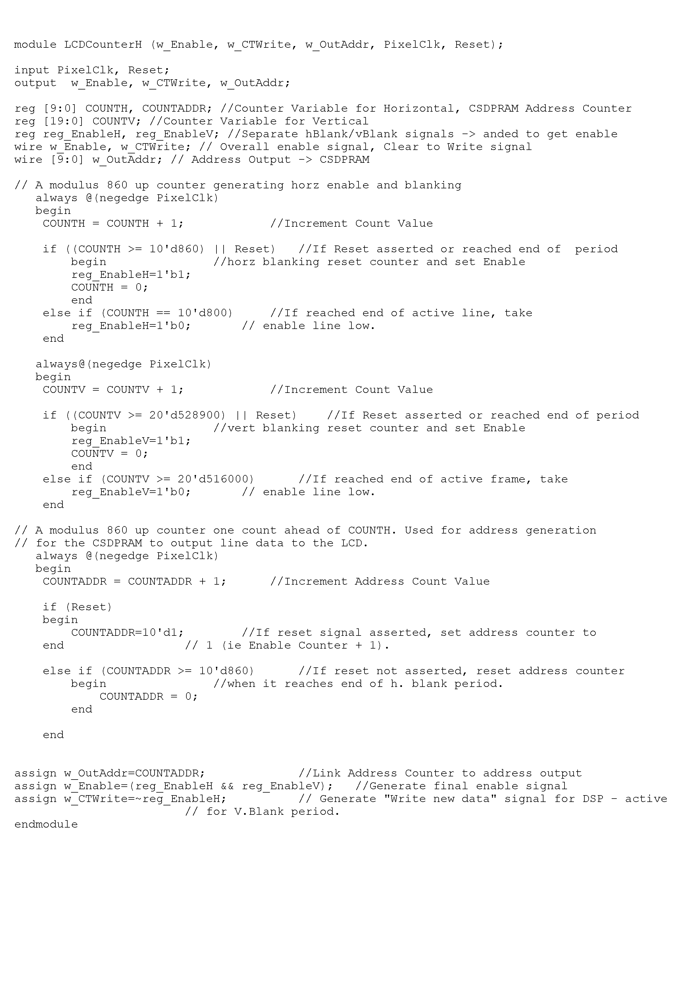 module LCDCounterH (w_Enable, w_CTWrite, w_OutAddr, PixelClk, Reset);
input PixelClk, Reset;
output  w_Enable, w_CTWrite, w_OutAddr;
reg [9:0] COUNTH, COUNTADDR; //Counter Variable for Horizontal, CSDPRAM Address Counter
reg [19:0] COUNTV; //Counter Variable for Vertical
reg reg_EnableH, reg_EnableV; //Separate hBlank/vBlank signals -> anded to get enable
wire w_Enable, w_CTWrite; // Overall enable signal, Clear to Write signal
wire [9:0] w_OutAddr; // Address Output -> CSDPRAM
// A modulus 860 up counter generating horz enable and blanking
   always @(negedge PixelClk)
   begin
    COUNTH = COUNTH + 1;            //Increment Count Value
    if ((COUNTH >= 10'd860) || Reset)   //If Reset asserted or reached end of  period
        begin               //horz blanking reset counter and set Enable
        reg_EnableH=1'b1;
        COUNTH = 0;
        end
    else if (COUNTH == 10'd800)     //If reached end of active line, take
        reg_EnableH=1'b0;       // enable line low.
    end
   always@(negedge PixelClk)
   begin
    COUNTV = COUNTV + 1;            //Increment Count Value
    if ((COUNTV >= 20'd528900) || Reset)    //If Reset asserted or reached end of period
        begin               //vert blanking reset counter and set Enable
        reg_EnableV=1'b1;
        COUNTV = 0;
        end
    else if (COUNTV >= 20'd516000)      //If reached end of active frame, take
        reg_EnableV=1'b0;       // enable line low.
    end
// A modulus 860 up counter one count ahead of COUNTH. Used for address generation
// for the CSDPRAM to output line data to the LCD.
   always @(negedge PixelClk)
   begin
    COUNTADDR = COUNTADDR + 1;      //Increment Address Count Value
    if (Reset)
    begin
        COUNTADDR=10'd1;        //If reset signal asserted, set address counter to
    end                 // 1 (ie Enable Counter + 1).
    else if (COUNTADDR >= 10'd860)      //If reset not asserted, reset address counter
        begin               //when it reaches end of h. blank period.
            COUNTADDR = 0;
        end
    end
assign w_OutAddr=COUNTADDR;             //Link Address Counter to address output
assign w_Enable=(reg_EnableH && reg_EnableV);   //Generate final enable signal
assign w_CTWrite=~reg_EnableH;          // Generate "Write new data" signal for DSP - active
                        // for V.Blank period.
endmodule